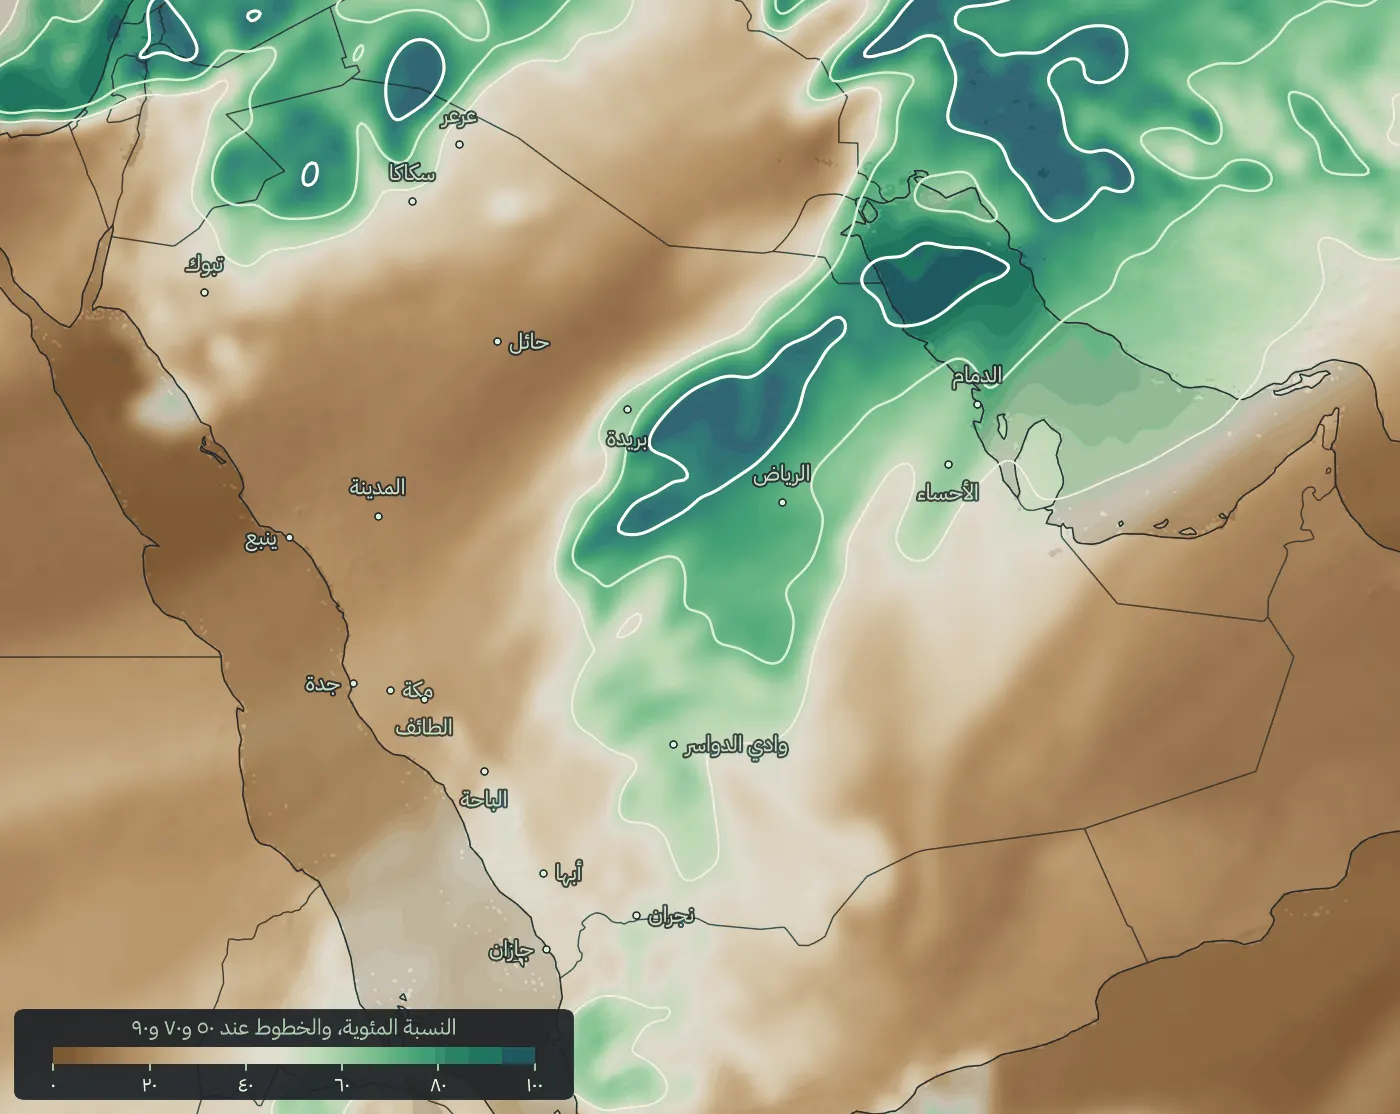 عرعر
سكاكا
تبوك
حائل
الدمام
بريدة
الرياض
المدينة
الأحساء
ينبع
جدة
مكة
الطائف
وادي الدواسر
الباحة
أبها
نجران
جازان
النسبة المئوية، والخطوط عند ٥٠ و٧٠ و٩٠
٠ ٢٠ ٤٠ ٦٠ ٨٠ ١٠٠